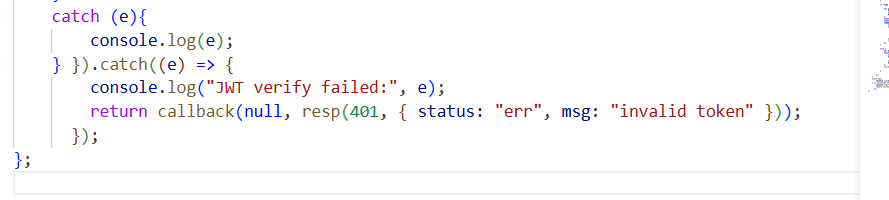 catch (e){
console.log(e);
} }).catch((e) => {
console.log("JWT verify failed:", e);
return callback(null, resp(401, { status: "err", msg: "invalid token" }));
});
};